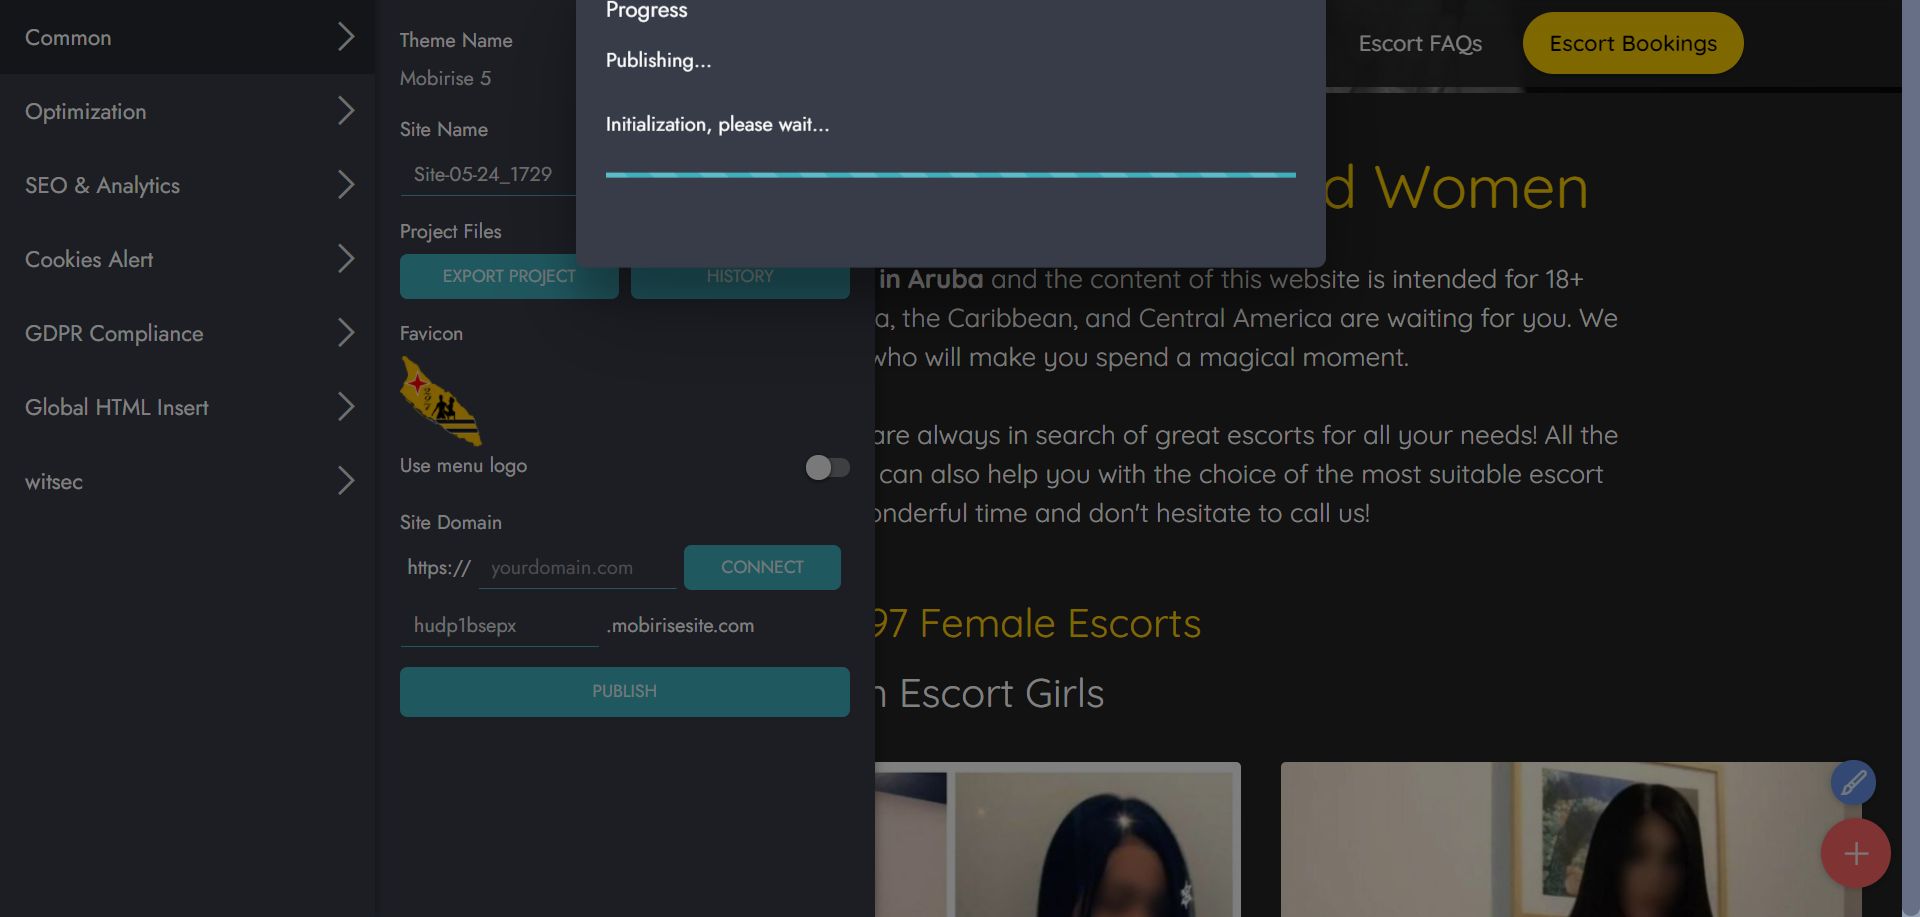 Common
Optimization
SEO & Analytics
Cookies Alert
GDPR Compliance
Global HTML Insert
witsec
Theme Name
Mobirise 5
Site Name
Site-05-24_1729
Project Files
EXPORT PROJECT
HISTORY
Favicon
297
Use menu logo
Site Domain
https://
yourdomain.com
CONNECT
hudp1bsepx
.mobirisesite.com
PUBLISH
Progress
Publishing...
Initialization, please wait...
Escort FAQs
Escort Bookings
d Women
in Aruba and the content of this website is intended for 18+
a, the Caribbean, and Central America are waiting for you. We
who will make you spend a magical moment.
are always in search of great escorts for all your needs! All the
can also help you with the choice of the most suitable escort
onderful time and don't hesitate to call us!
97 Female Escorts
n Escort Girls